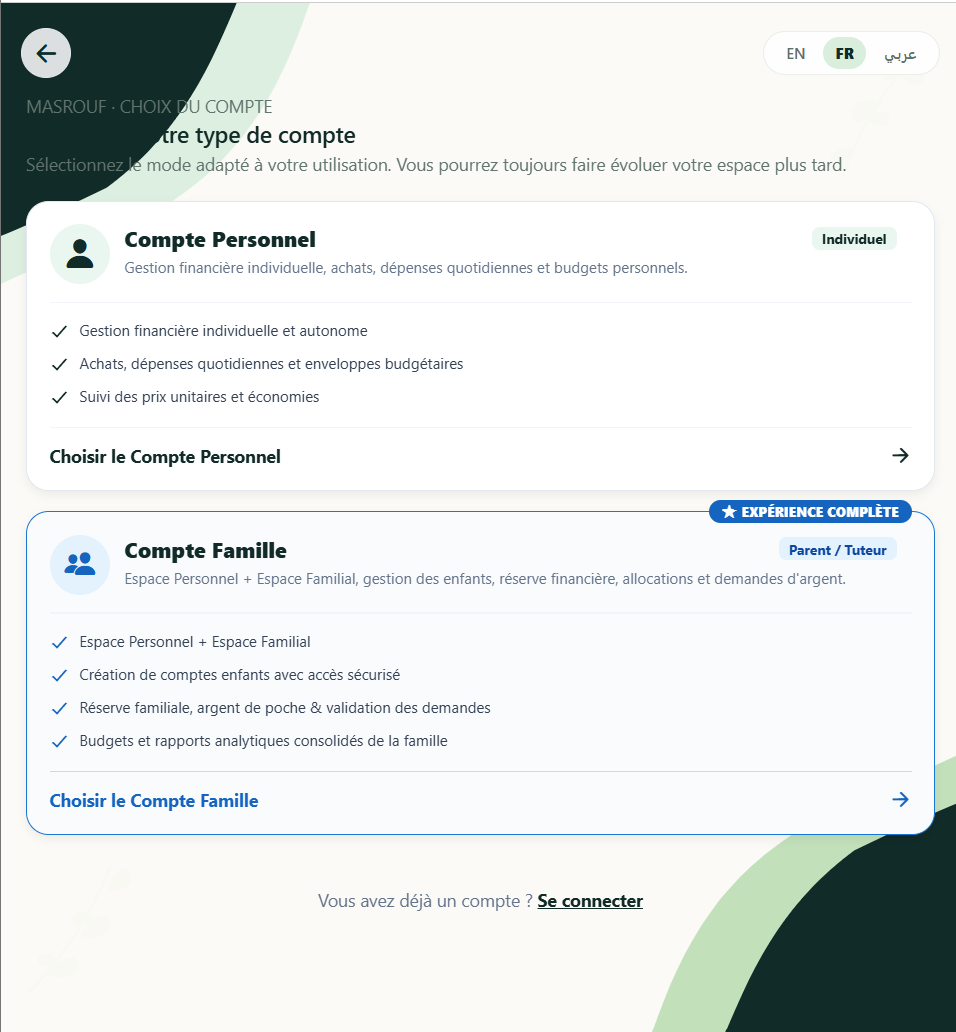 EN FR عربي
MASROUF · CHOIX DU COMPTE
tre type de compte
Sélectionnez le mode adapté à votre utilisation. Vous pourrez toujours faire évoluer votre espace plus tard.
Compte Personnel
Individuel
Gestion financière individuelle, achats, dépenses quotidiennes et budgets personnels.
Gestion financière individuelle et autonome
Achats, dépenses quotidiennes et enveloppes budgétaires
Suivi des prix unitaires et économies
Choisir le Compte Personnel
★ EXPÉRIENCE COMPLÈTE
Compte Famille
Parent / Tuteur
Espace Personnel + Espace Familial, gestion des enfants, réserve financière, allocations et demandes d'argent.
Espace Personnel + Espace Familial
Création de comptes enfants avec accès sécurisé
Réserve familiale, argent de poche & validation des demandes
Budgets et rapports analytiques consolidés de la famille
Choisir le Compte Famille
Vous avez déjà un compte ? Se connecter